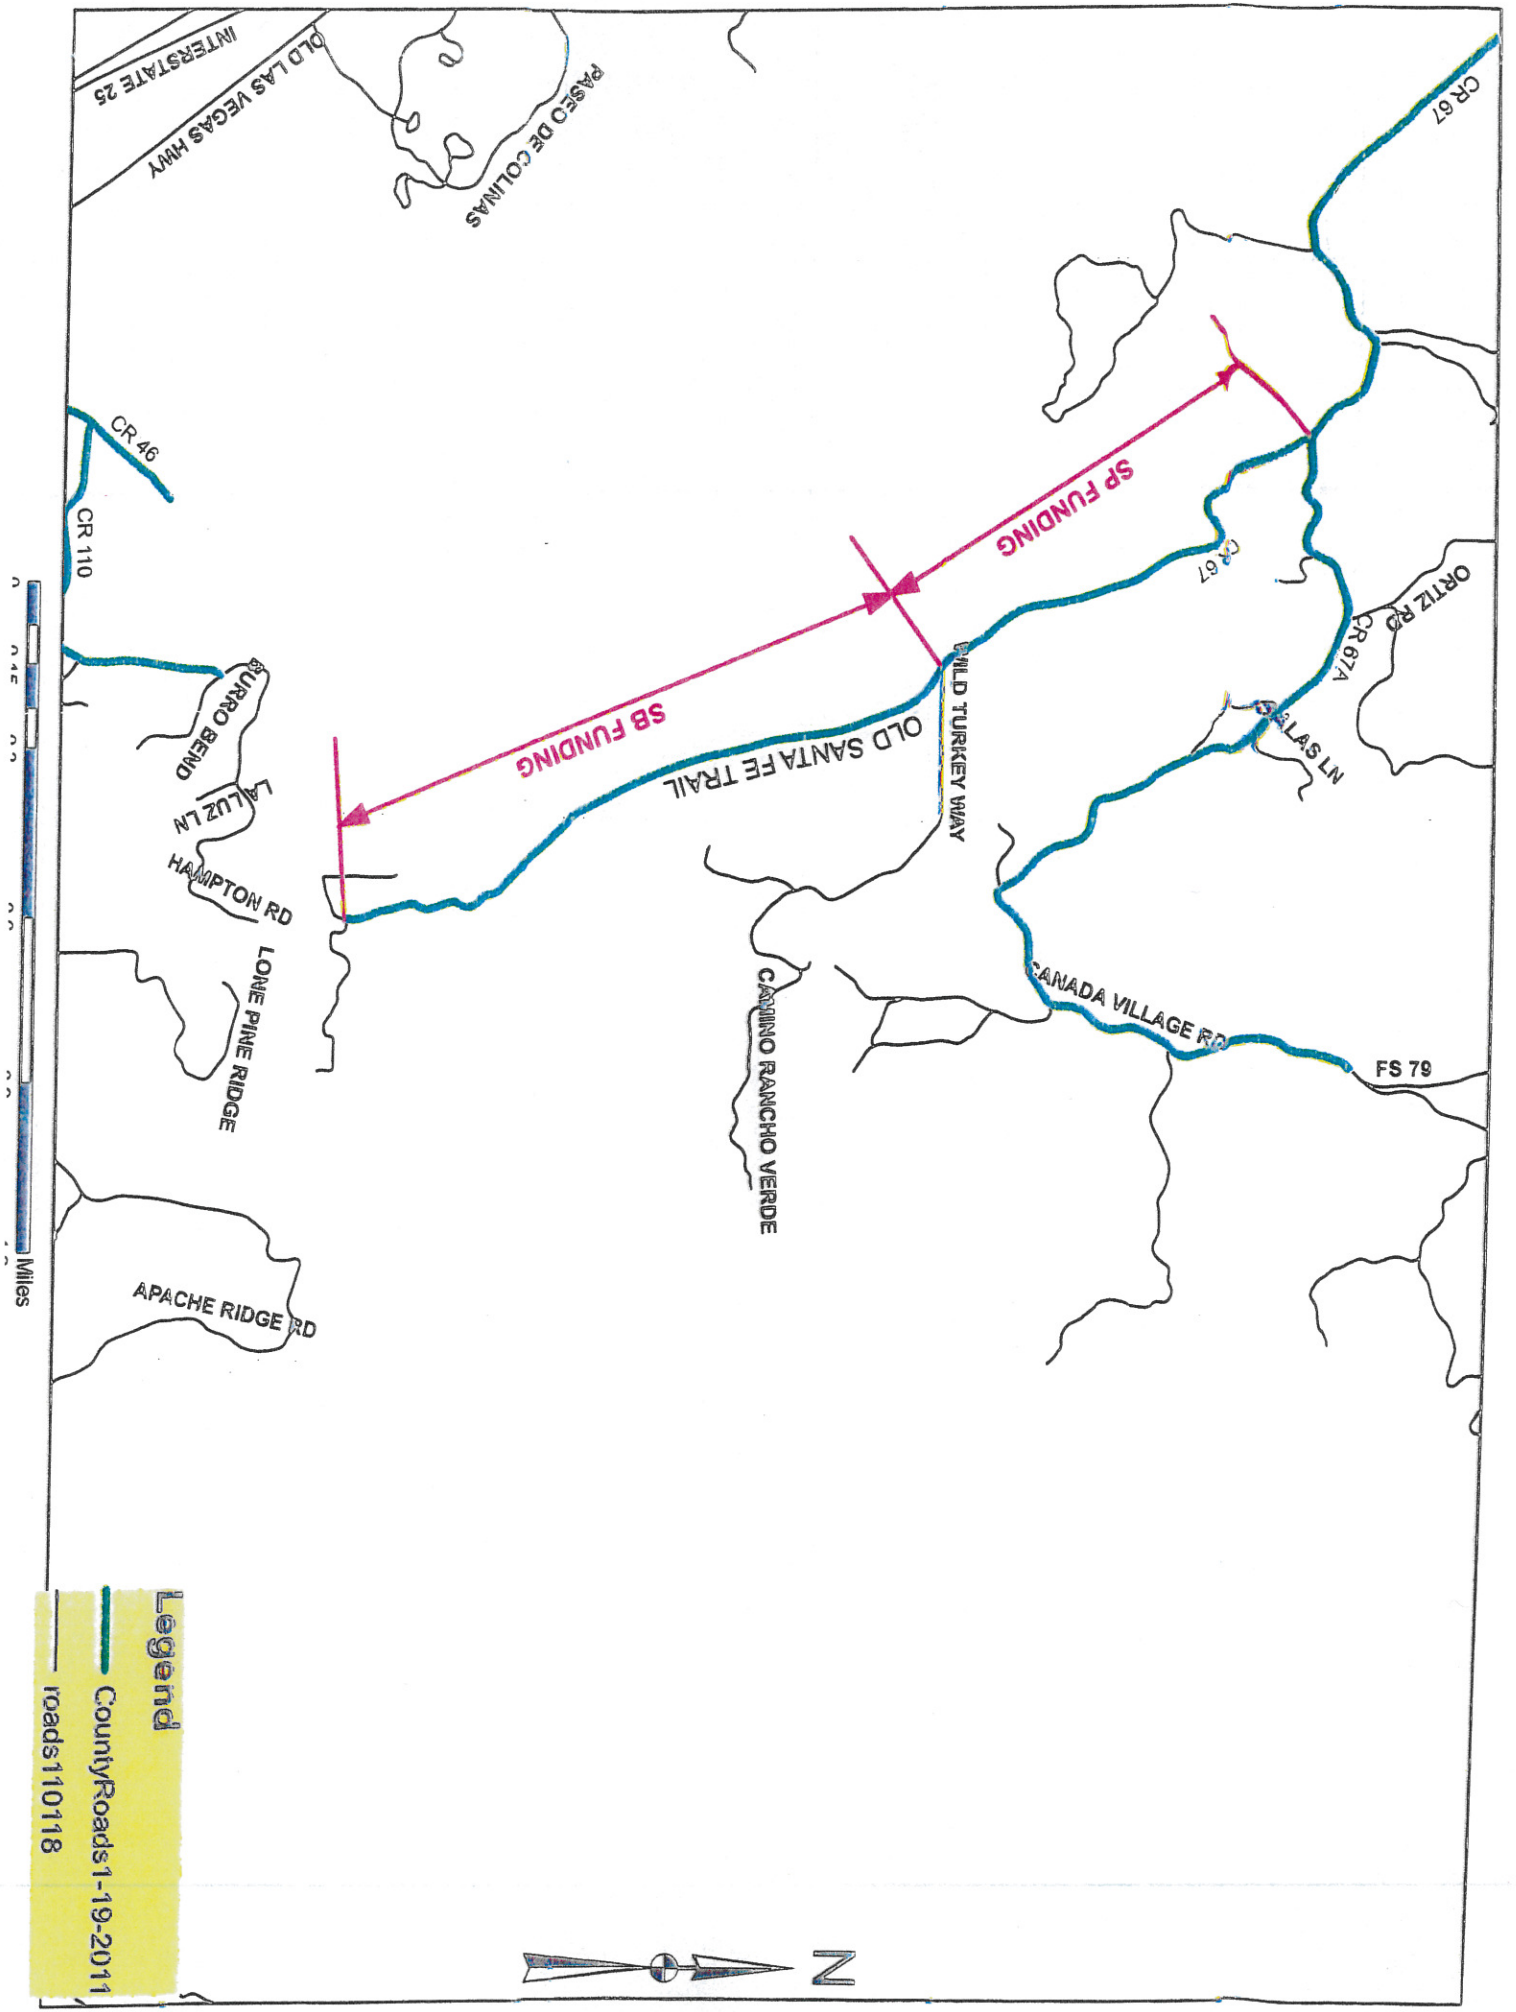 CR 67
INTERSTATE 25
OLD LAS VEGAS HWY
PASEO DE COLINAS
CR 46
CR 110
SP FUNDING
CR 67
ORTIZ RD
CR 67A
SB FUNDING
OLD SANTA FE TRAIL
WILD TURKEY WAY
BURRO BEND
LA LUZ LN
HAMPTON RD
LONE PINE RIDGE
CAMINO RANCHO VERDE
CANADA VILLAGE RD
FS 79
APACHE RIDGE RD
Miles
Legend
CountyRoads1-19-2011
roads110118
N